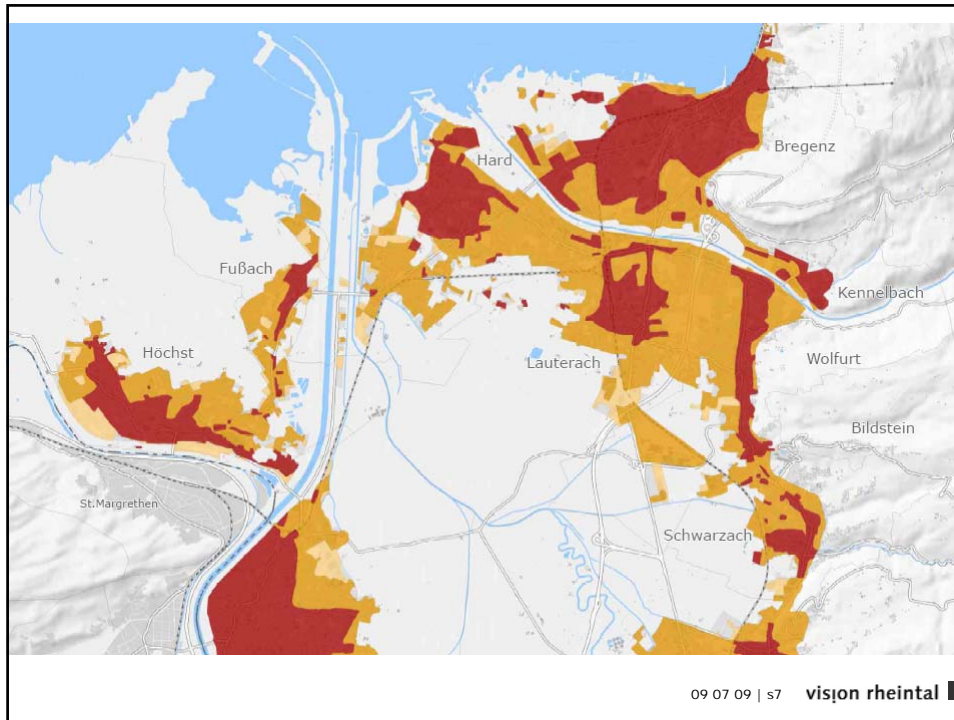 Bregenz
Hard
Fußach
Kennelbach
Höchst
Lauterach
Wolfurt
Bildstein
St.Margrethen
Schwarzach
09 07 09 | s7 vision rheintal